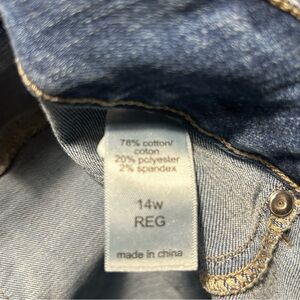 78% cotton/
coton
20% polyester
2% spandex
14w
REG
made in china